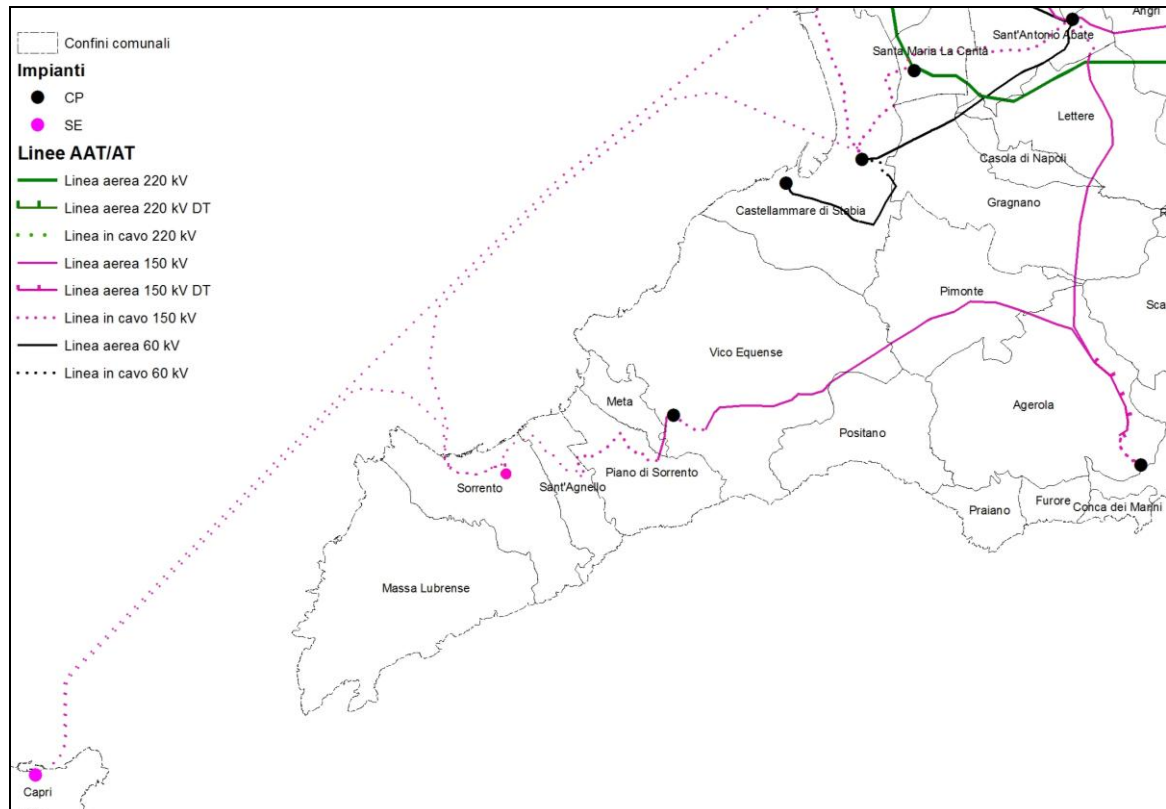 Confini comunali
Impianti
CP
SE
Linee AAT/AT
Linea aerea 220 kV
Linea aerea 220 kV DT
Linea in cavo 220 kV
Linea aerea 150 kV
Linea aerea 150 kV DT
Linea in cavo 150 kV
Linea aerea 60 kV
Linea in cavo 60 kV
Angri
Sant'Antonio Abate
Santa Maria La Carità
Lettere
Casola di Napoli
Gragnano
Castellammare di Stabia
Pimonte
Sca
Vico Equense
Meta
Agerola
Positano
Piano di Sorrento
Sant'Agnello
Sorrento
Furore
Conca dei Marini
Praiano
Massa Lubrense
Capri